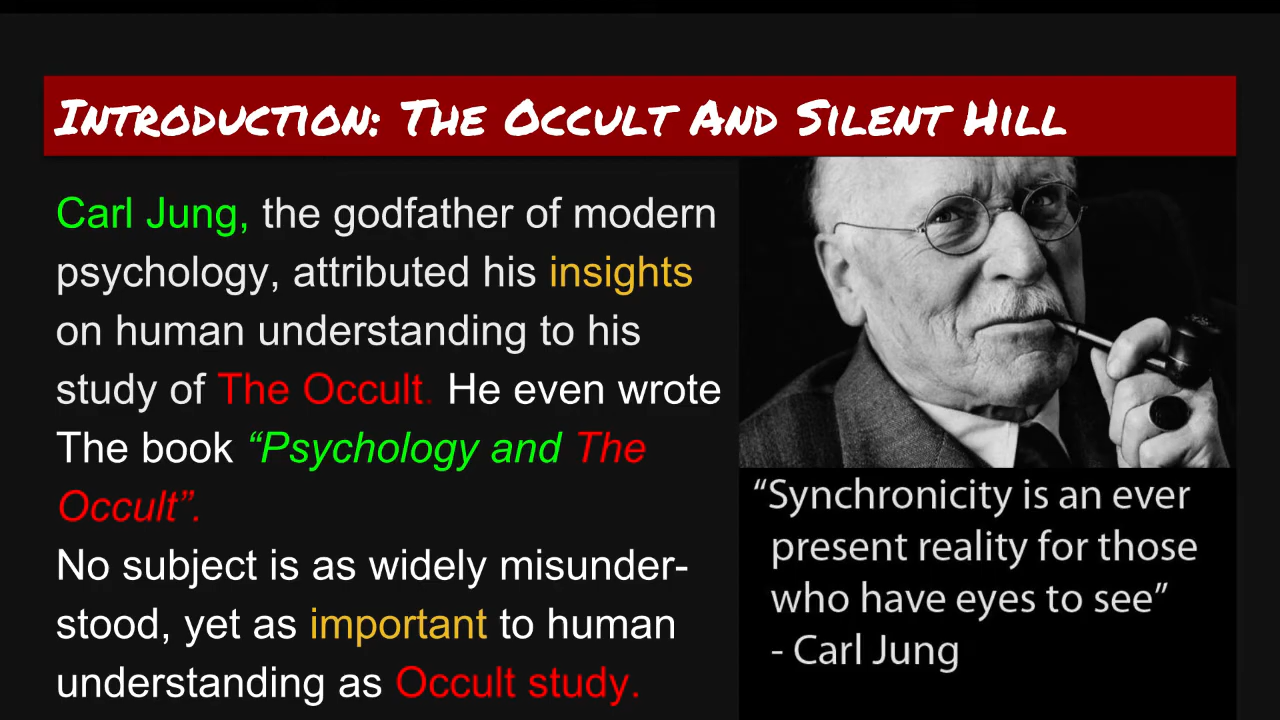 Introduction: The Occult And Silent Hill
Carl Jung, the godfather of modern
psychology, attributed his insights
on human understanding to his
study of The Occult. He even wrote
The book “Psychology and The
Occult”.
No subject is as widely misunder-
stood, yet as important to human
understanding as Occult study.
“Synchronicity is an ever
present reality for those
who have eyes to see”
- Carl Jung